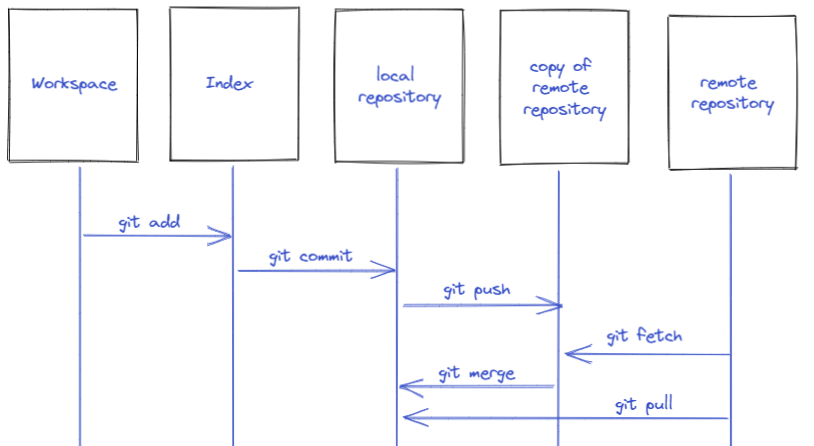 Workspace
Index
local
repository
copy of
remote
repository
remote
repository
git add
git commit
git push
git fetch
git merge
git pull